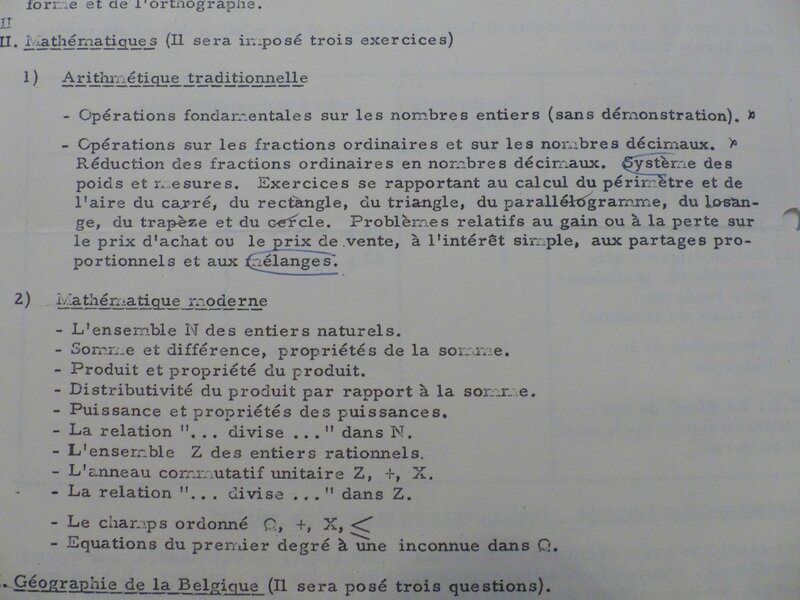 forme et de l'orthographe.
II
II. Mathématiques (Il sera imposé trois exercices)
1) Arithmétique traditionnelle
- Opérations fondamentales sur les nombres entiers (sans démonstration).
- Opérations sur les fractions ordinaires et sur les nombres décimaux.
Réduction des fractions ordinaires en nombres décimaux. Système des
poids et mesures. Exercices se rapportant au calcul du périmètre et de
l'aire du carré, du rectangle, du triangle, du parallélogramme, du losan-
ge, du trapèze et du cercle. Problèmes relatifs au gain ou à la perte sur
le prix d'achat ou le prix de vente, à l'intérêt simple, aux partages pro-
portionnels et aux mélanges.
2) Mathématique moderne
- L'ensemble N des entiers naturels.
- Somme et différence, propriétés de la somme.
- Produit et propriété du produit.
- Distributivité du produit par rapport à la somme.
- Puissance et propriétés des puissances.
- La relation "... divise ..." dans N.
- L'ensemble Z des entiers rationnels.
- L'anneau commutatif unitaire Z, +, X.
- La relation "... divise ..." dans Z.
- Le champs ordonné Q, +, X, ≤
- Equations du premier degré à une inconnue dans Q.
. Géographie de la Belgique (Il sera posé trois questions).